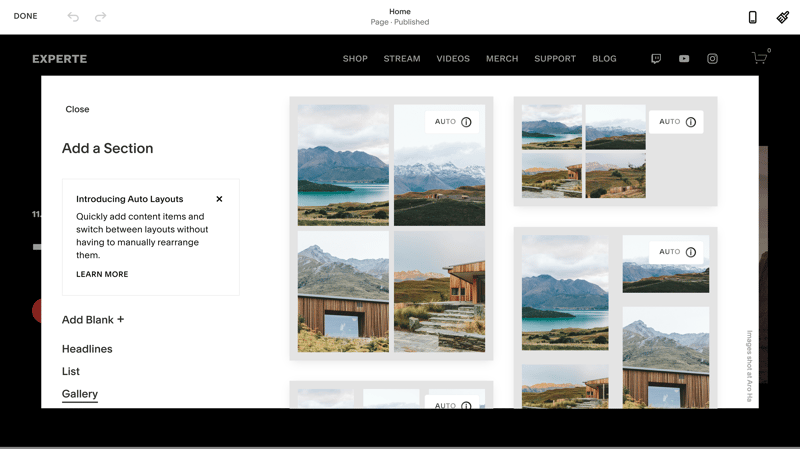 DONE
Home
Page · Published
EXPERTE
SHOP STREAM VIDEOS MERCH SUPPORT BLOG
0
Close
Add a Section
Introducing Auto Layouts
Quickly add content items and
switch between layouts without
having to manually rearrange
them.
LEARN MORE
Add Blank +
Headlines
List
Gallery
AUTO
AUTO
AUTO
AUTO
Images shot at Aro Ha
11.